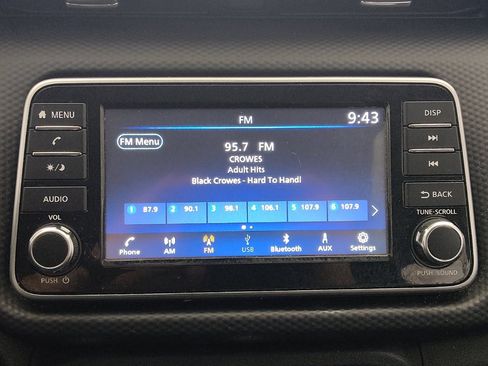 FM 9:43
MENU
DISP
FM Menu
95.7 FM
CROWES
Adult Hits
Black Crowes - Hard To Handl
AUDIO
BACK
VOL
TUNE·SCROLL
1 87.9 2 90.1 3 98.1 4 106.1 5 107.9 6 107.9
Phone AM FM USB Bluetooth AUX Settings
PUSH
PUSH SOUND